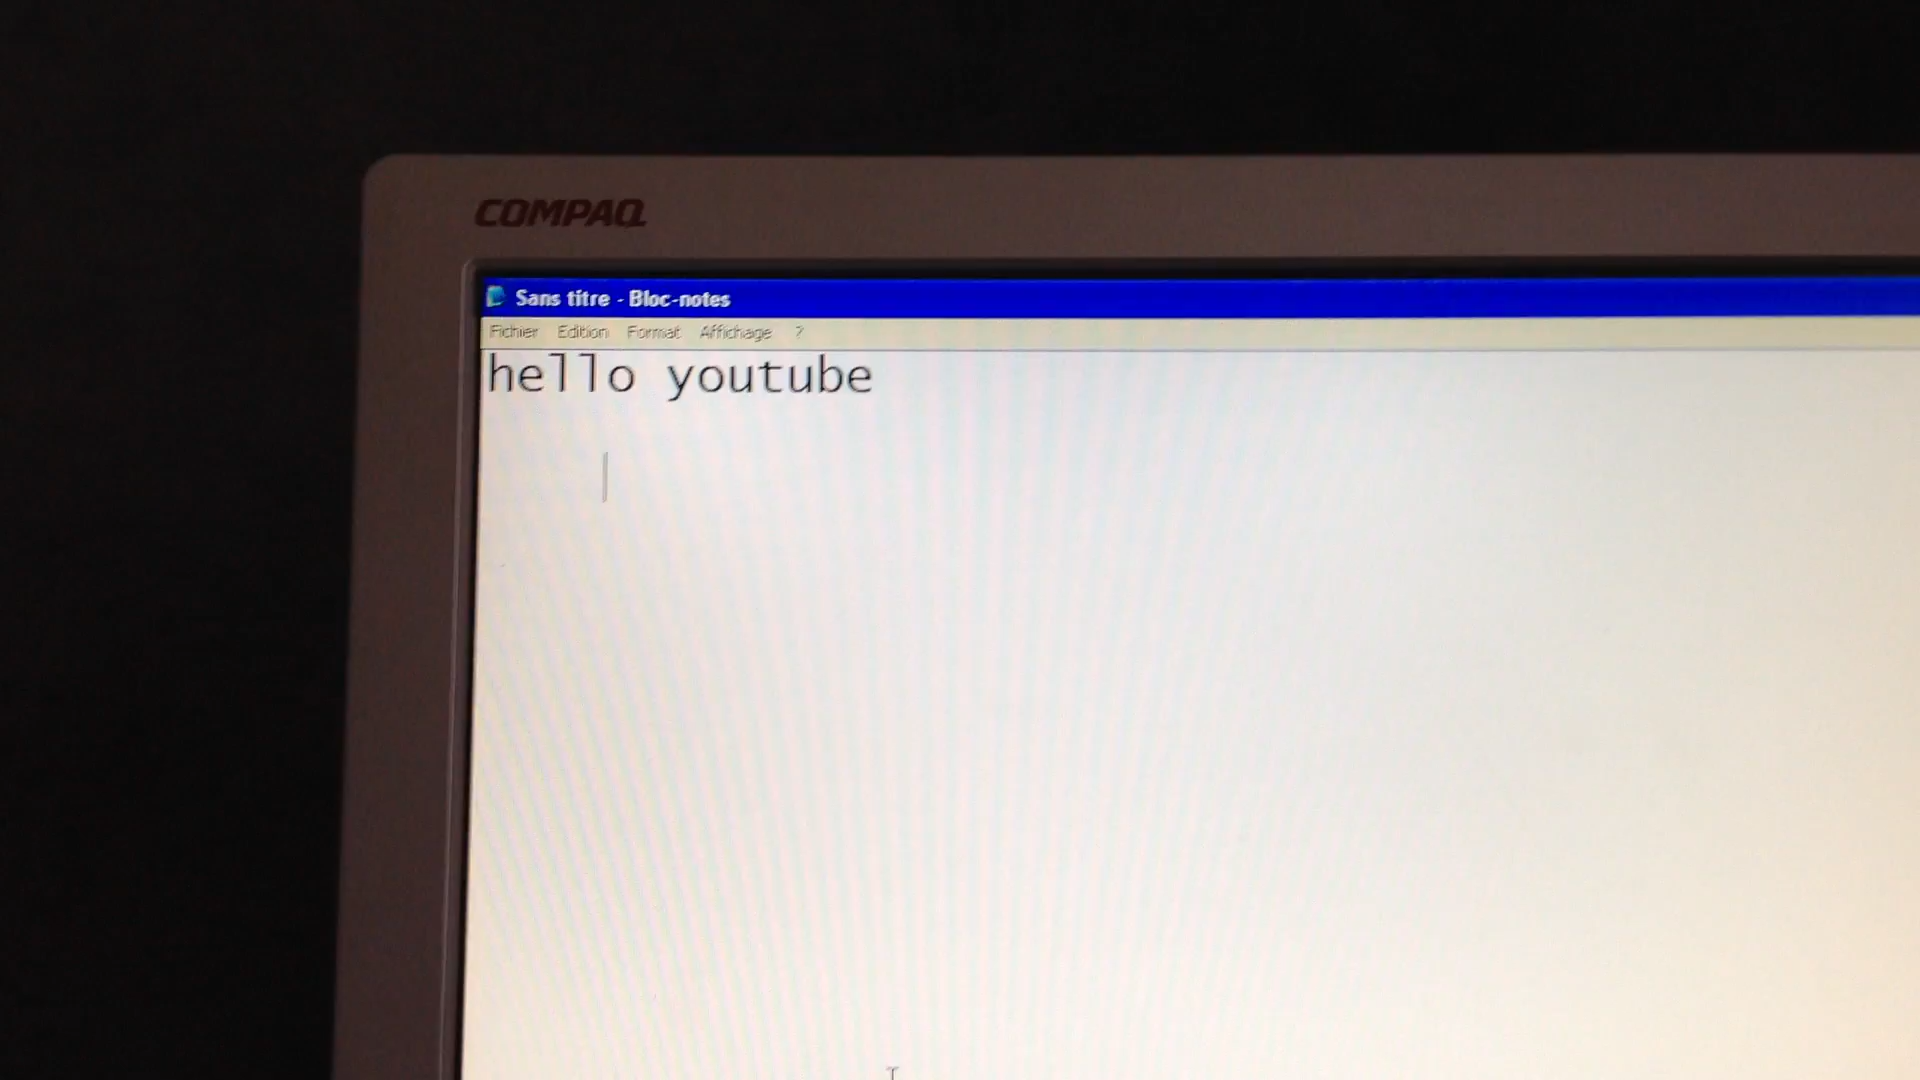 COMPAQ
Sans titre - Bloc-notes
Fichier Edition Format Affichage ?
hello youtube